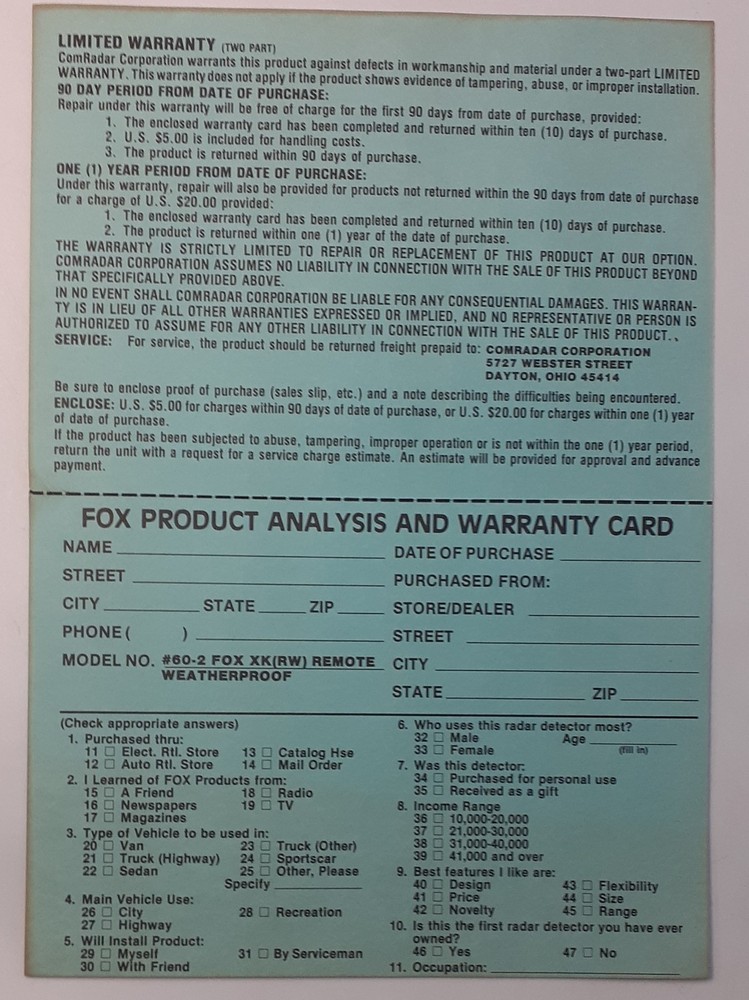 LIMITED WARRANTY (TWO PART)
ComRadar Corporation warrants this product against defects in workmanship and material under a two-part LIMITED
WARRANTY. This warranty does not apply if the product shows evidence of tampering, abuse, or improper installation.
90 DAY PERIOD FROM DATE OF PURCHASE:
Repair under this warranty will be free of charge for the first 90 days from date of purchase, provided:
1. The enclosed warranty card has been completed and returned within ten (10) days of purchase.
2. U.S. $5.00 is included for handling costs.
3. The product is returned within 90 days of purchase.
ONE (1) YEAR PERIOD FROM DATE OF PURCHASE:
Under this warranty, repair will also be provided for products not returned within the 90 days from date of purchase
for a charge of U.S. $20.00 provided:
1. The enclosed warranty card has been completed and returned within ten (10) days of purchase.
2. The product is returned within one (1) year of the date of purchase.
THE WARRANTY IS STRICTLY LIMITED TO REPAIR OR REPLACEMENT OF THIS PRODUCT AT OUR OPTION.
COMRADAR CORPORATION ASSUMES NO LIABILITY IN CONNECTION WITH THE SALE OF THIS PRODUCT BEYOND
THAT SPECIFICALLY PROVIDED ABOVE.
IN NO EVENT SHALL COMRADAR CORPORATION BE LIABLE FOR ANY CONSEQUENTIAL DAMAGES. THIS WARRAN-
TY IS IN LIEU OF ALL OTHER WARRANTIES EXPRESSED OR IMPLIED, AND NO REPRESENTATIVE OR PERSON IS
AUTHORIZED TO ASSUME FOR ANY OTHER LIABILITY IN CONNECTION WITH THE SALE OF THIS PRODUCT.
SERVICE: For service, the product should be returned freight prepaid to: COMRADAR CORPORATION
5727 WEBSTER STREET
DAYTON, OHIO 45414
Be sure to enclose proof of purchase (sales slip, etc.) and a note describing the difficulties being encountered.
ENCLOSE: U.S. $5.00 for charges within 90 days of date of purchase, or U.S. $20.00 for charges within one (1) year
of date of purchase.
If the product has been subjected to abuse, tampering, improper operation or is not within the one (1) year period,
return the unit with a request for a service charge estimate. An estimate will be provided for approval and advance
payment.
FOX PRODUCT ANALYSIS AND WARRANTY CARD
NAME
STREET
CITY STATE ZIP
PHONE ( )
MODEL NO. #60-2 FOX XK(RW) REMOTE
WEATHERPROOF
DATE OF PURCHASE
PURCHASED FROM:
STORE/DEALER
STREET
CITY
STATE ZIP
(Check appropriate answers)
1. Purchased thru:
11 □ Elect. Rtl. Store 13 □ Catalog Hse
12 □ Auto Rtl. Store 14 □ Mail Order
2. I Learned of FOX Products from:
15 □ A Friend 18 □ Radio
16 □ Newspapers 19 □ TV
17 □ Magazines
3. Type of Vehicle to be used in:
20 □ Van 23 □ Truck (Other)
21 □ Truck (Highway) 24 □ Sportscar
22 □ Sedan 25 □ Other, Please
Specify
4. Main Vehicle Use:
26 □ City 28 □ Recreation
27 □ Highway
5. Will Install Product:
29 □ Myself 31 □ By Serviceman
30 □ With Friend
6. Who uses this radar detector most?
32 □ Male Age
33 □ Female (fill in)
7. Was this detector:
34 □ Purchased for personal use
35 □ Received as a gift
8. Income Range
36 □ 10,000-20,000
37 □ 21,000-30,000
38 □ 31,000-40,000
39 □ 41,000 and over
9. Best features I like are:
40 □ Design 43 □ Flexibility
41 □ Price 44 □ Size
42 □ Novelty 45 □ Range
10. Is this the first radar detector you have ever
owned?
46 □ Yes 47 □ No
11. Occupation: